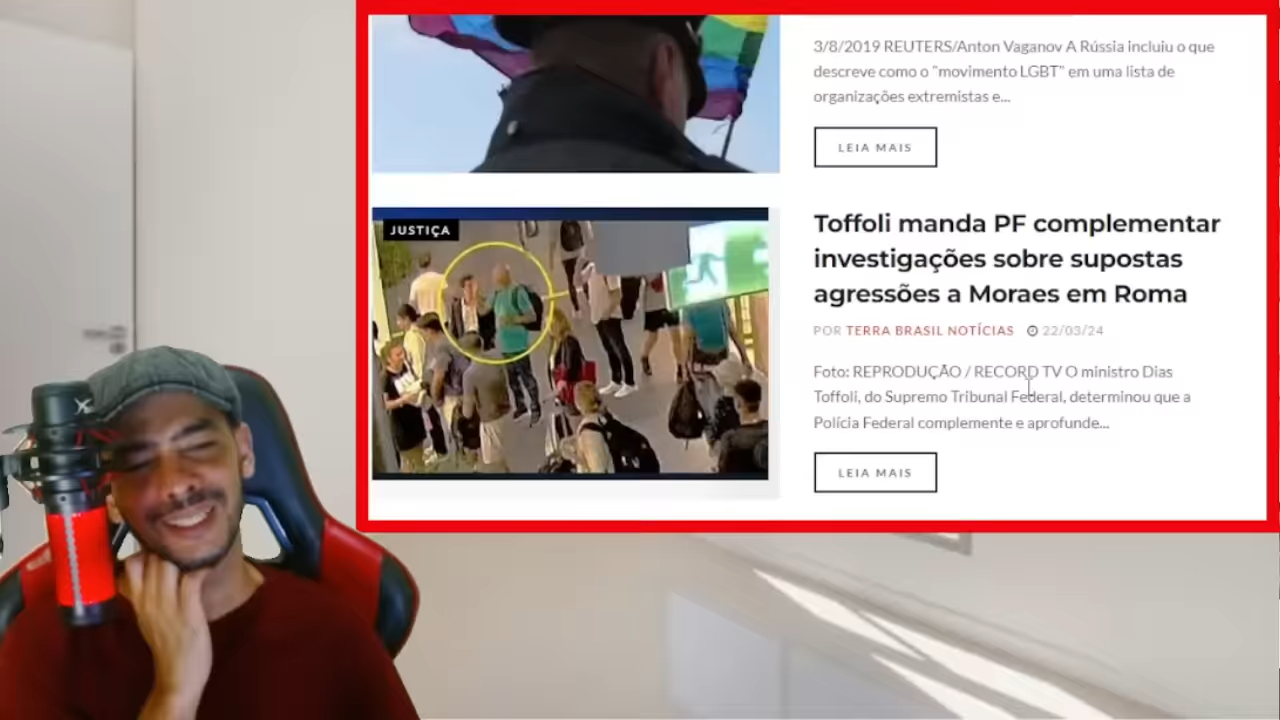 3/8/2019 REUTERS/Anton Vaganov A Rússia incluiu o que
descreve como o "movimento LGBT" em uma lista de
organizações extremistas e...
LEIA MAIS
JUSTIÇA
Toffoli manda PF complementar
investigações sobre supostas
agressões a Moraes em Roma
POR TERRA BRASIL NOTÍCIAS 22/03/24
Foto: REPRODUÇÃO / RECORD TV O ministro Dias
Toffoli, do Supremo Tribunal Federal, determinou que a
Polícia Federal complemente e aprofunde...
LEIA MAIS